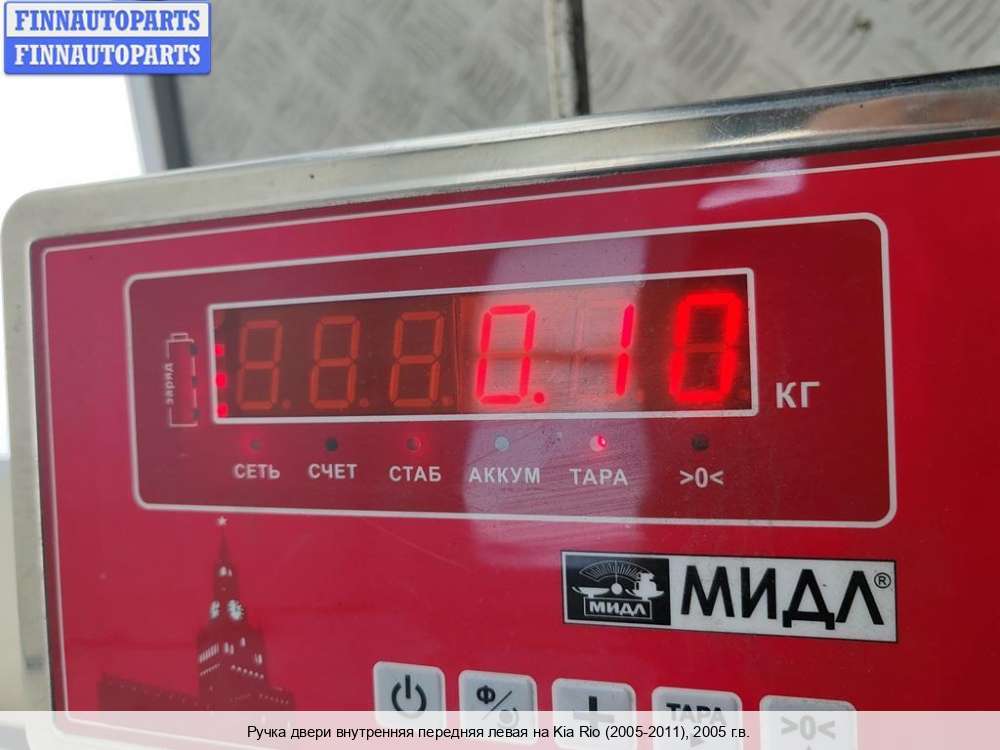 FINNAUTOPARTS
FINNAUTOPARTS
заряд
0.10
КГ
СЕТЬ СЧЕТ СТАБ АККУМ ТАРА >0<
МИДЛ
МИДЛ®
Ф/
+
ТАРА
>0<
Ручка двери внутренняя передняя левая на Kia Rio (2005-2011), 2005 г.в.